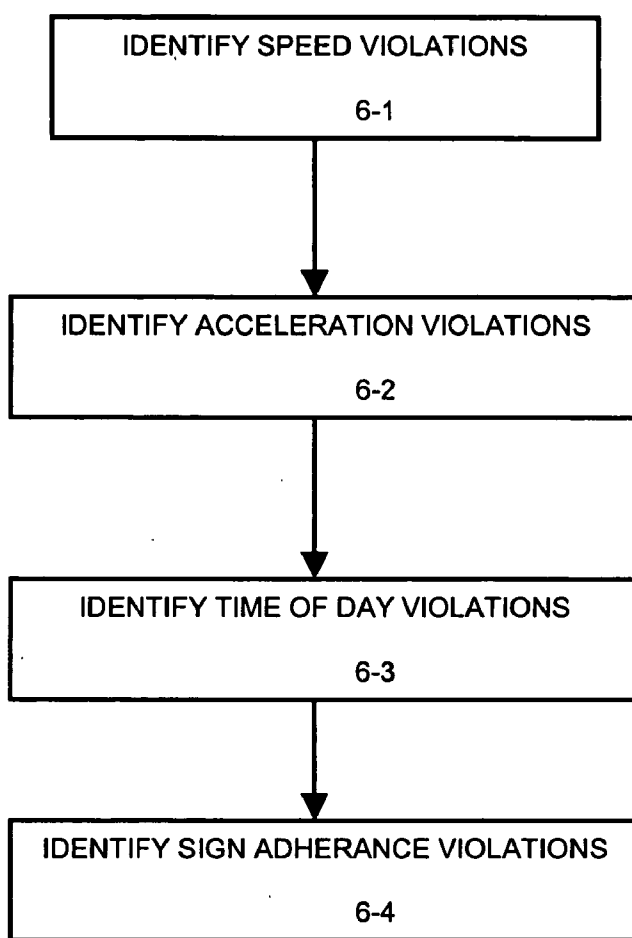 IDENTIFY SPEED VIOLATIONS
6-1
IDENTIFY ACCELERATION VIOLATIONS
6-2
IDENTIFY TIME OF DAY VIOLATIONS
6-3
IDENTIFY SIGN ADHERANCE VIOLATIONS
6-4